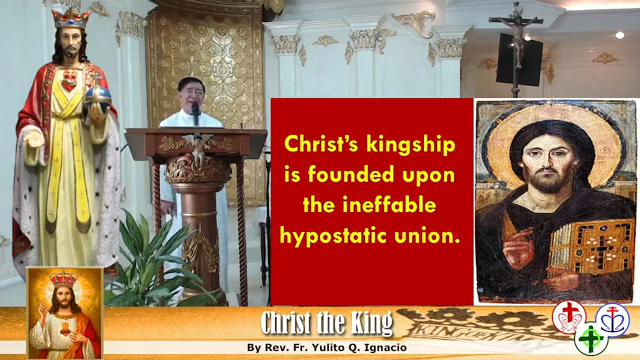 Christ's kingship
is founded upon
the ineffable
hypostatic union.
Christ the King
By Rev. Fr. Yulito Q. Ignacio